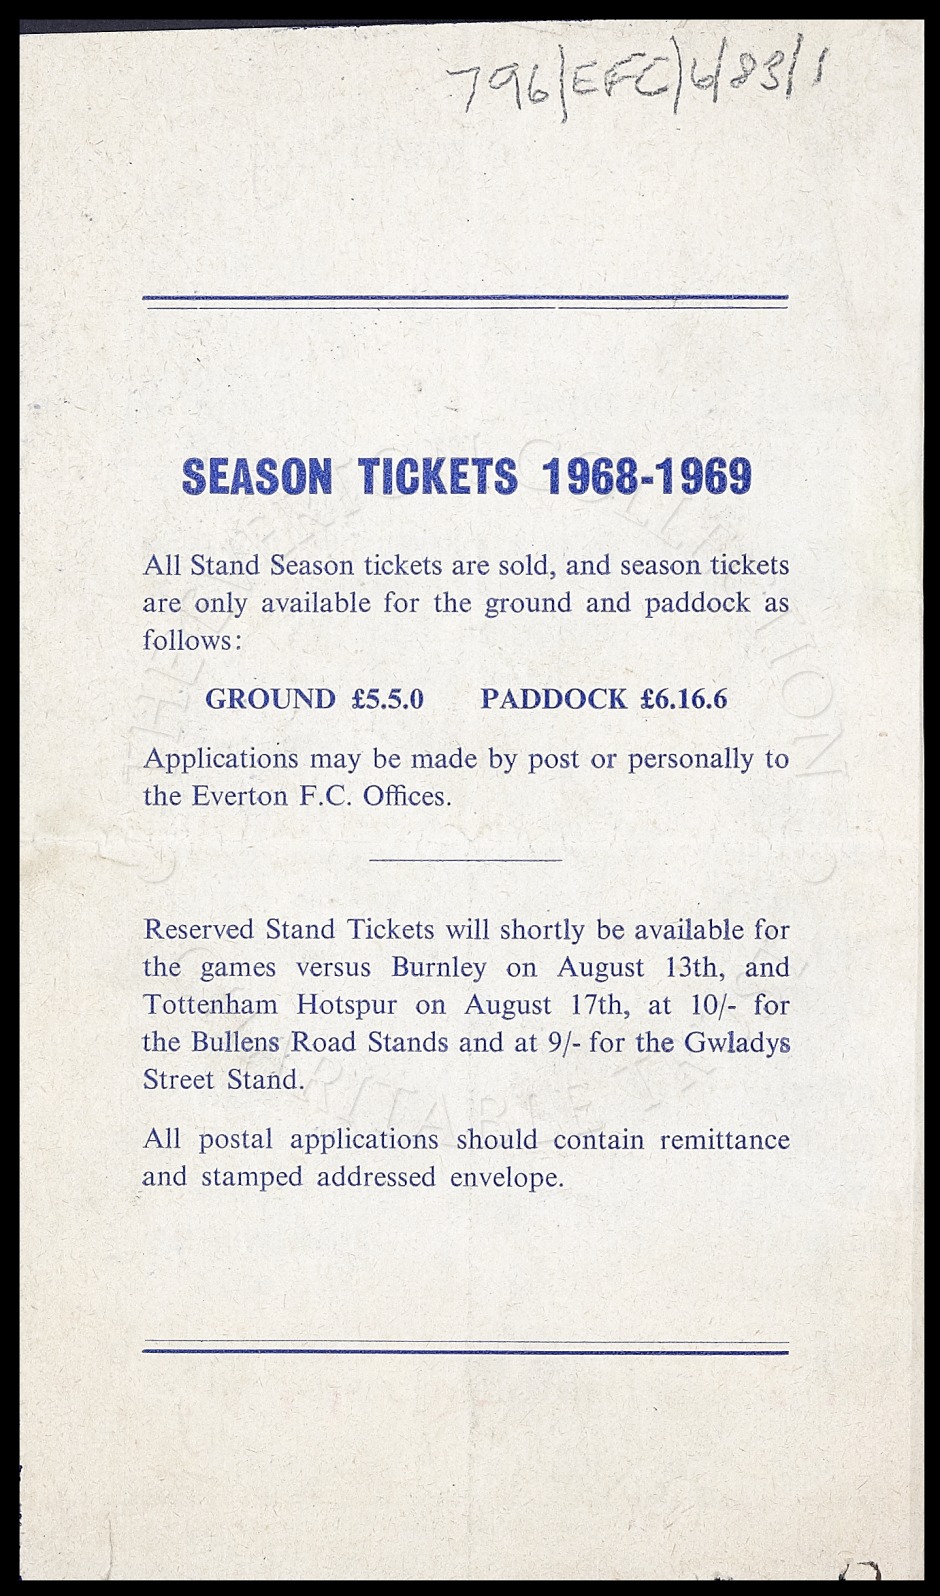 796/EFC/6/83/1
SEASON TICKETS 1968-1969
All Stand Season tickets are sold, and season tickets
are only available for the ground and paddock as
follows:
GROUND £5.5.0 PADDOCK £6.16.6
Applications may be made by post or personally to
the Everton F.C. Offices.
Reserved Stand Tickets will shortly be available for
the games versus Burnley on August 13th, and
Tottenham Hotspur on August 17th, at 10/- for
the Bullens Road Stands and at 9/- for the Gwladys
Street Stand.
All postal applications should contain remittance
and stamped addressed envelope.